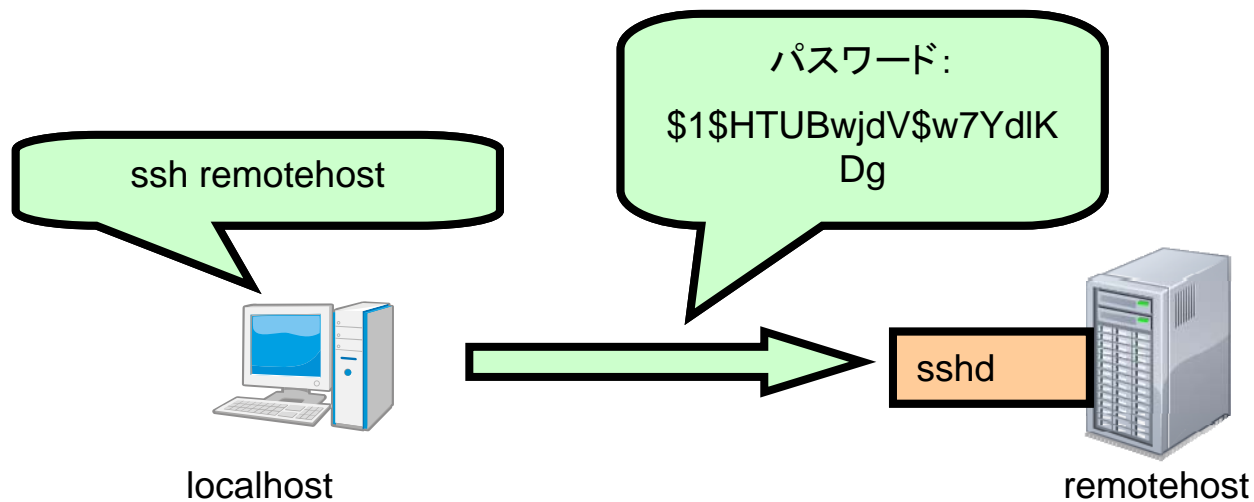 パスワード:
$1$HTUBwjdV$w7YdlK
Dg
ssh remotehost
sshd
localhost
remotehost